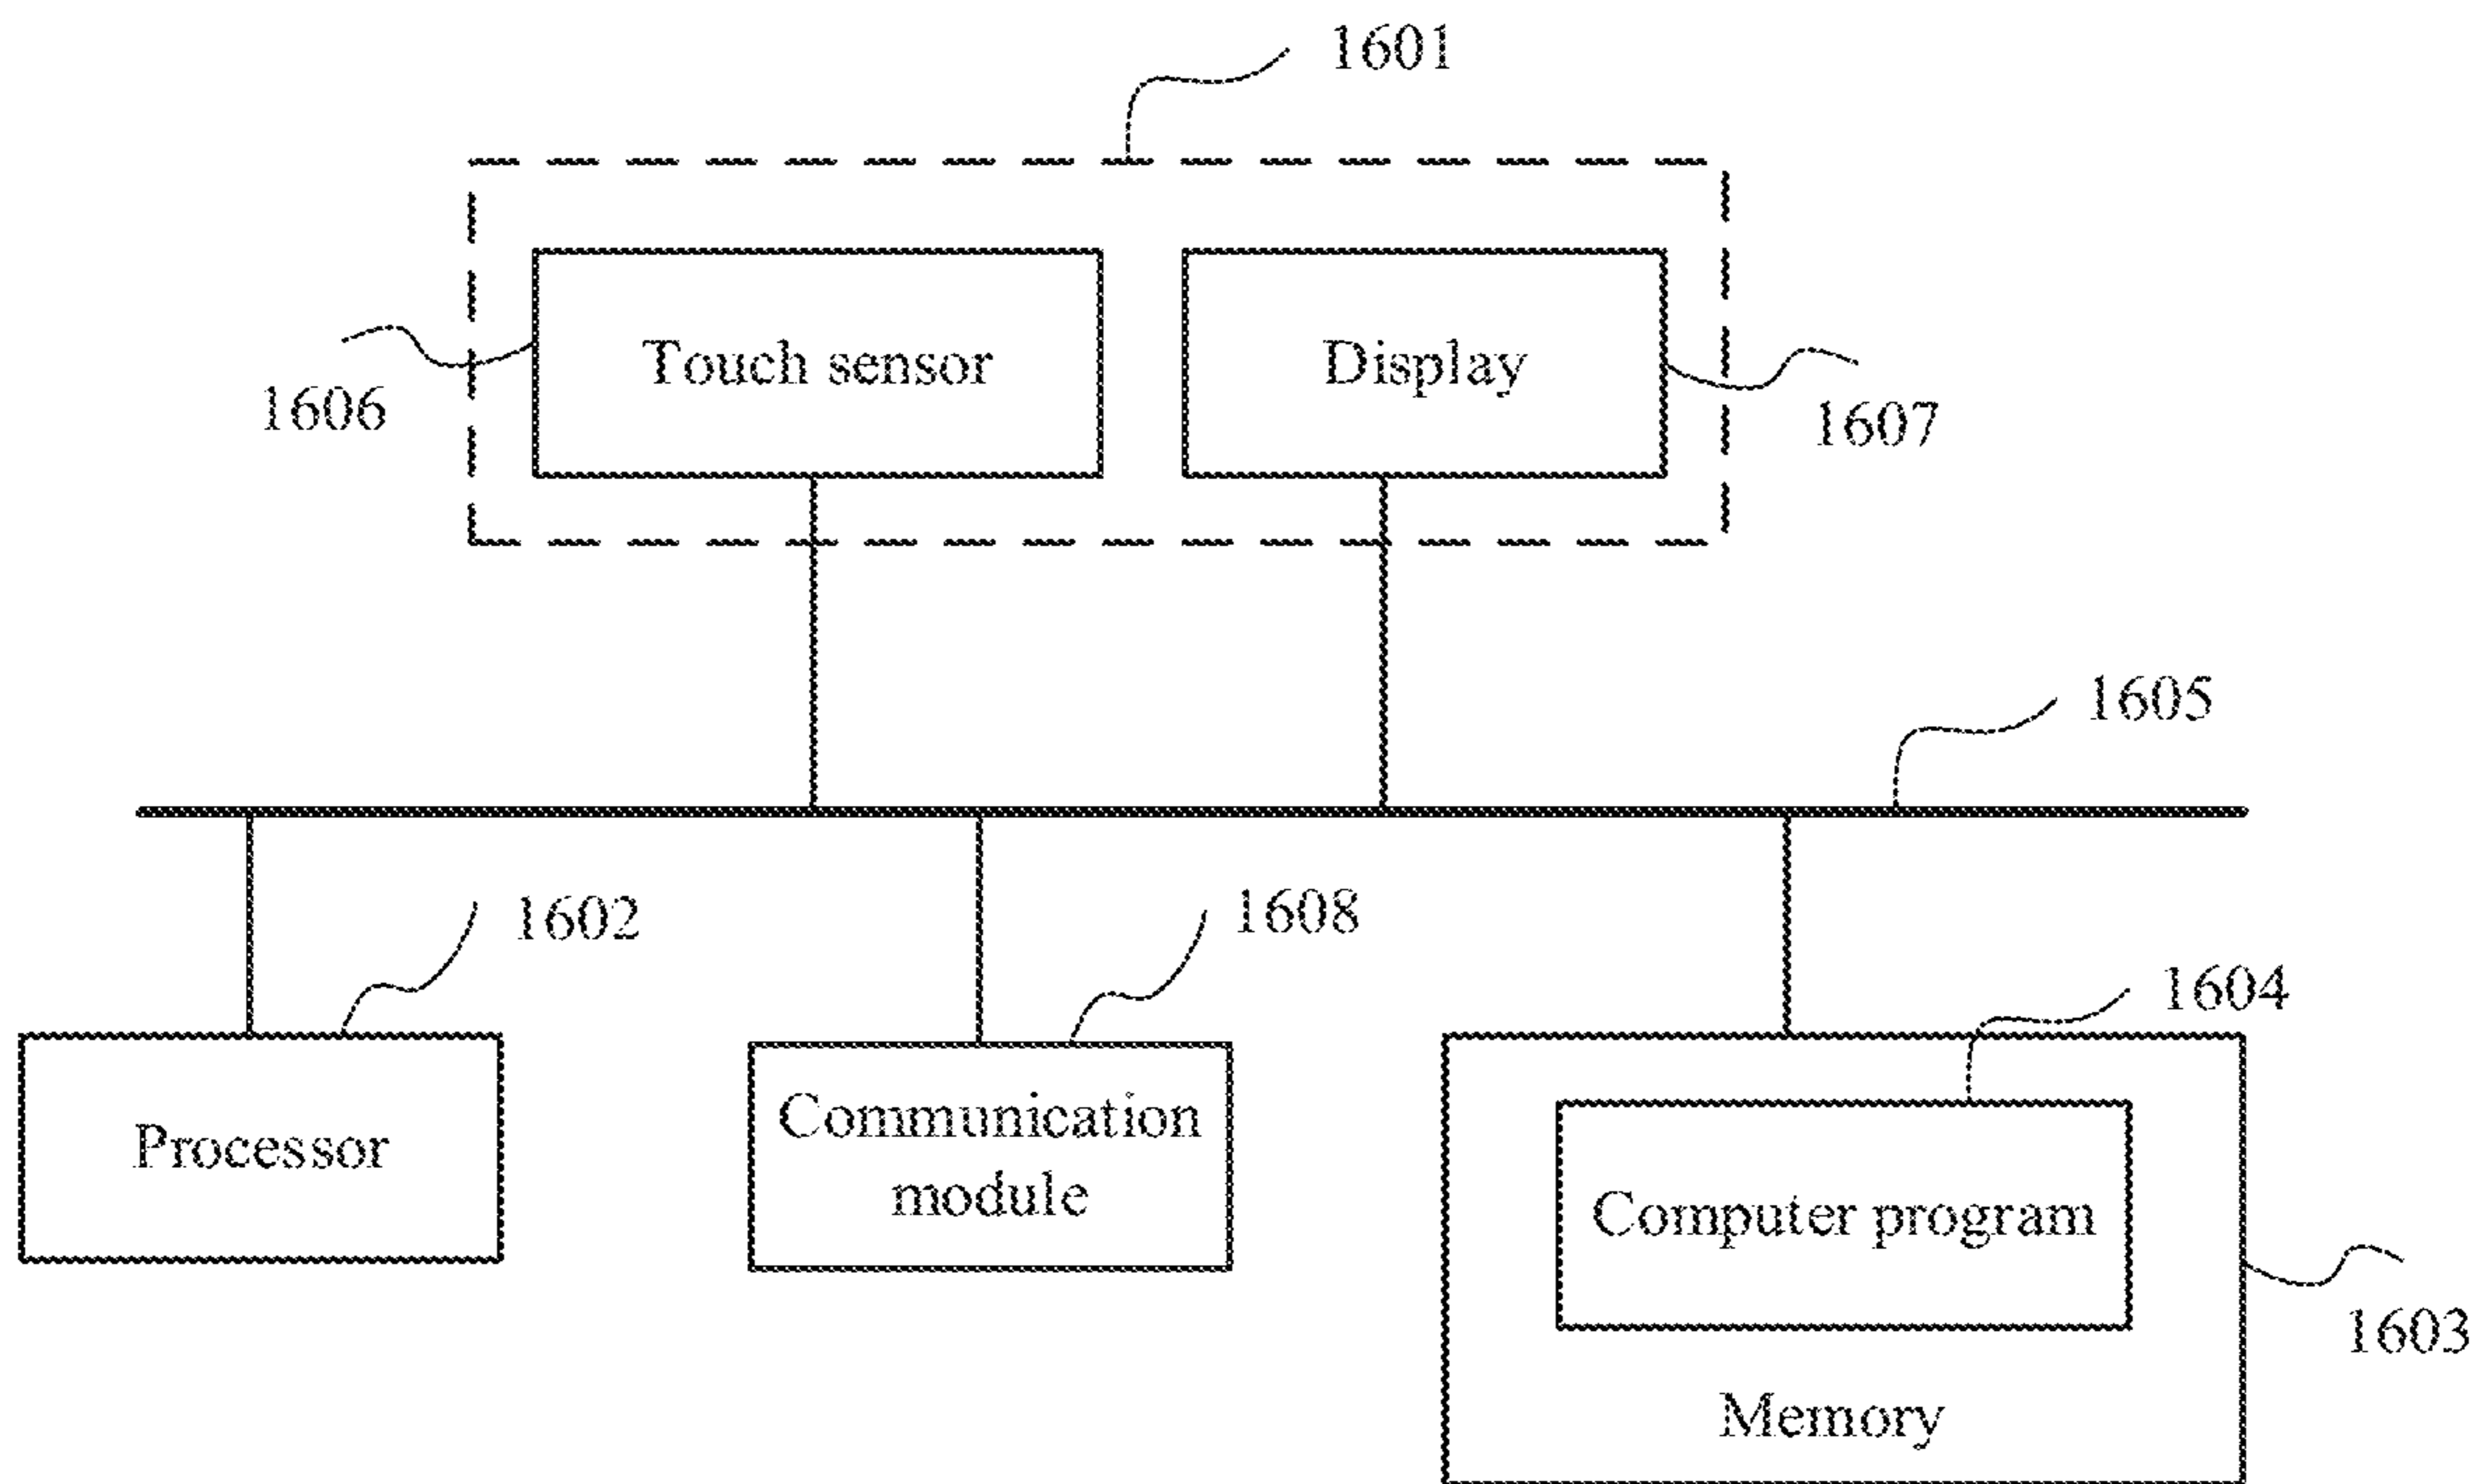 1601
Touch sensor
Display
1606
1607
1605
1602
1608
1604
Processor
Communication
module
Computer program
1603
Memory